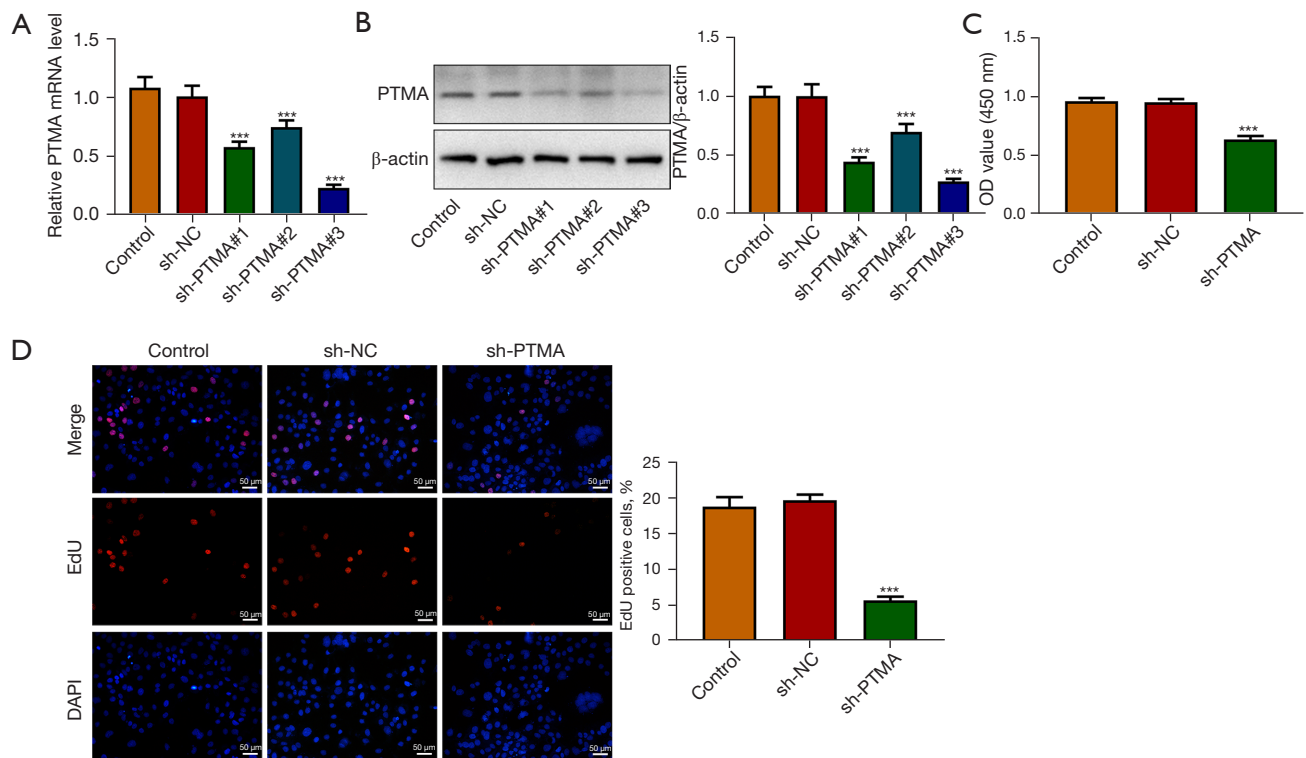 A
Relative PTMA mRNA level
1.5
1.0
0.5
0.0
***
***
***
Control
sh-NC
sh-PTMA#1
sh-PTMA#2
sh-PTMA#3
B
PTMA
β-actin
Control
sh-NC
sh-PTMA#1
sh-PTMA#2
sh-PTMA#3
PTMA/β-actin
1.5
1.0
0.5
0.0
***
***
***
Control
sh-NC
sh-PTMA#1
sh-PTMA#2
sh-PTMA#3
C
OD value (450 nm)
1.5
1.0
0.5
0.0
***
Control
sh-NC
sh-PTMA
D
Control sh-NC sh-PTMA
Merge
50 μm 50 μm 50 μm
EdU
50 μm 50 μm 50 μm
DAPI
50 μm 50 μm 50 μm
EdU positive cells, %
25
20
15
10
5
0
***
Control
sh-NC
sh-PTMA